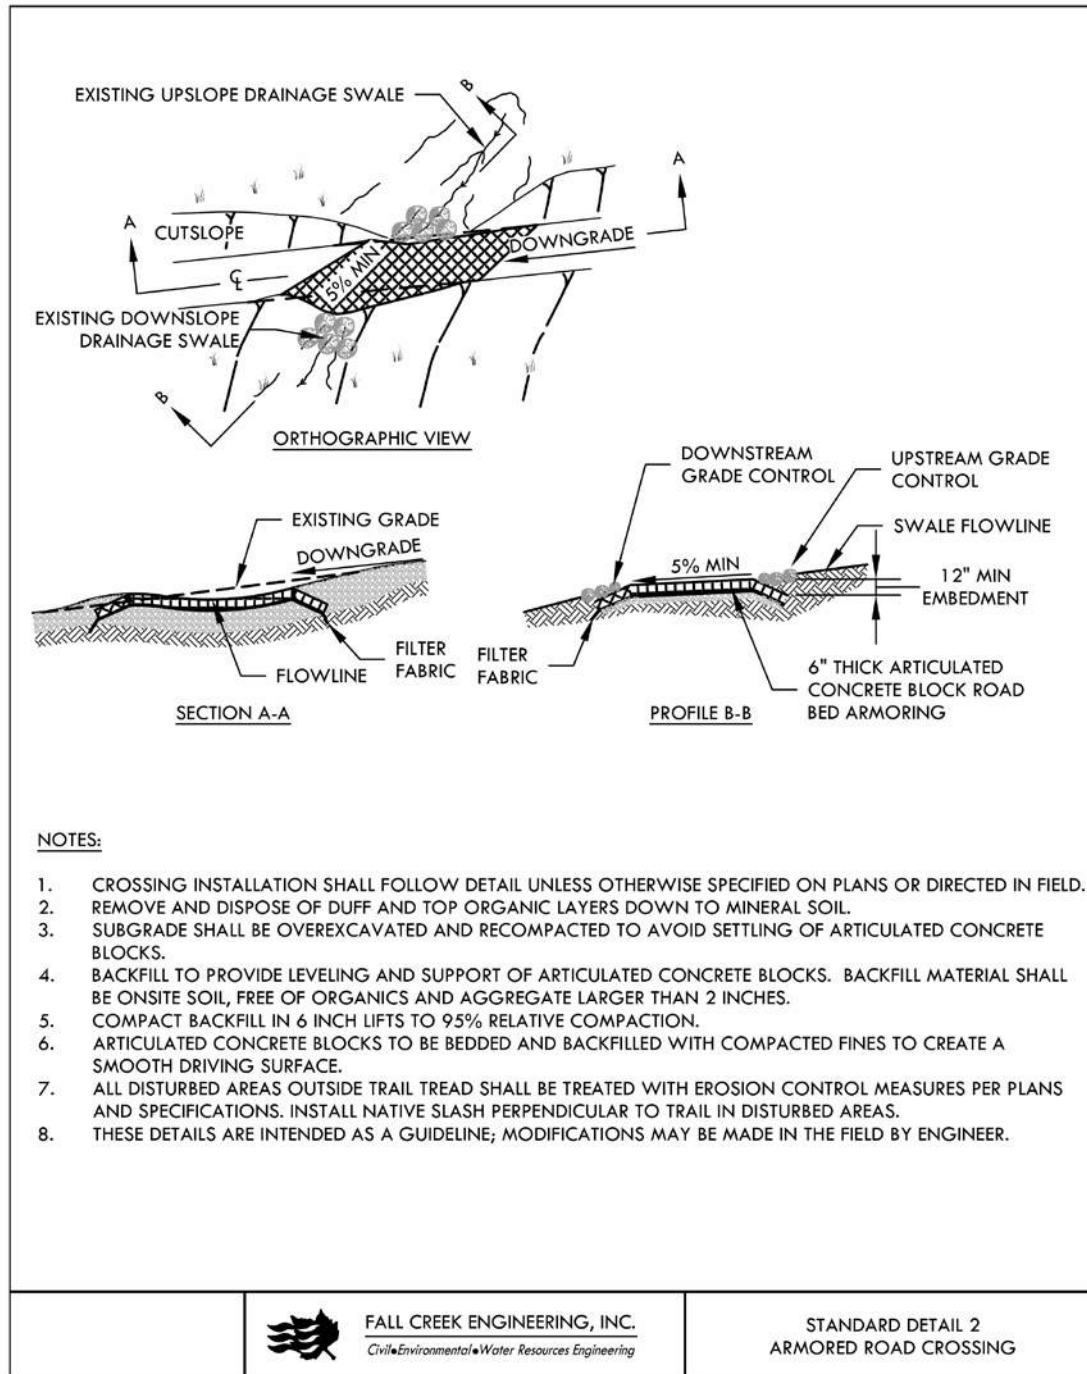 B
EXISTING UPSLOPE DRAINAGE SWALE
A
A
CUTSLOPE
DOWNGRADE
5% MIN
℄
EXISTING DOWNSLOPE
DRAINAGE SWALE
B
ORTHOGRAPHIC VIEW
EXISTING GRADE
DOWNGRADE
FILTER
FABRIC
FLOWLINE
SECTION A-A
DOWNSTREAM
GRADE CONTROL
UPSTREAM GRADE
CONTROL
SWALE FLOWLINE
5% MIN
12" MIN
EMBEDMENT
FILTER
FABRIC
6" THICK ARTICULATED
CONCRETE BLOCK ROAD
BED ARMORING
PROFILE B-B
NOTES:
1. CROSSING INSTALLATION SHALL FOLLOW DETAIL UNLESS OTHERWISE SPECIFIED ON PLANS OR DIRECTED IN FIELD.
2. REMOVE AND DISPOSE OF DUFF AND TOP ORGANIC LAYERS DOWN TO MINERAL SOIL.
3. SUBGRADE SHALL BE OVEREXCAVATED AND RECOMPACTED TO AVOID SETTLING OF ARTICULATED CONCRETE
BLOCKS.
4. BACKFILL TO PROVIDE LEVELING AND SUPPORT OF ARTICULATED CONCRETE BLOCKS. BACKFILL MATERIAL SHALL
BE ONSITE SOIL, FREE OF ORGANICS AND AGGREGATE LARGER THAN 2 INCHES.
5. COMPACT BACKFILL IN 6 INCH LIFTS TO 95% RELATIVE COMPACTION.
6. ARTICULATED CONCRETE BLOCKS TO BE BEDDED AND BACKFILLED WITH COMPACTED FINES TO CREATE A
SMOOTH DRIVING SURFACE.
7. ALL DISTURBED AREAS OUTSIDE TRAIL TREAD SHALL BE TREATED WITH EROSION CONTROL MEASURES PER PLANS
AND SPECIFICATIONS. INSTALL NATIVE SLASH PERPENDICULAR TO TRAIL IN DISTURBED AREAS.
8. THESE DETAILS ARE INTENDED AS A GUIDELINE; MODIFICATIONS MAY BE MADE IN THE FIELD BY ENGINEER.
FALL CREEK ENGINEERING, INC.
Civil●Environmental●Water Resources Engineering
STANDARD DETAIL 2
ARMORED ROAD CROSSING